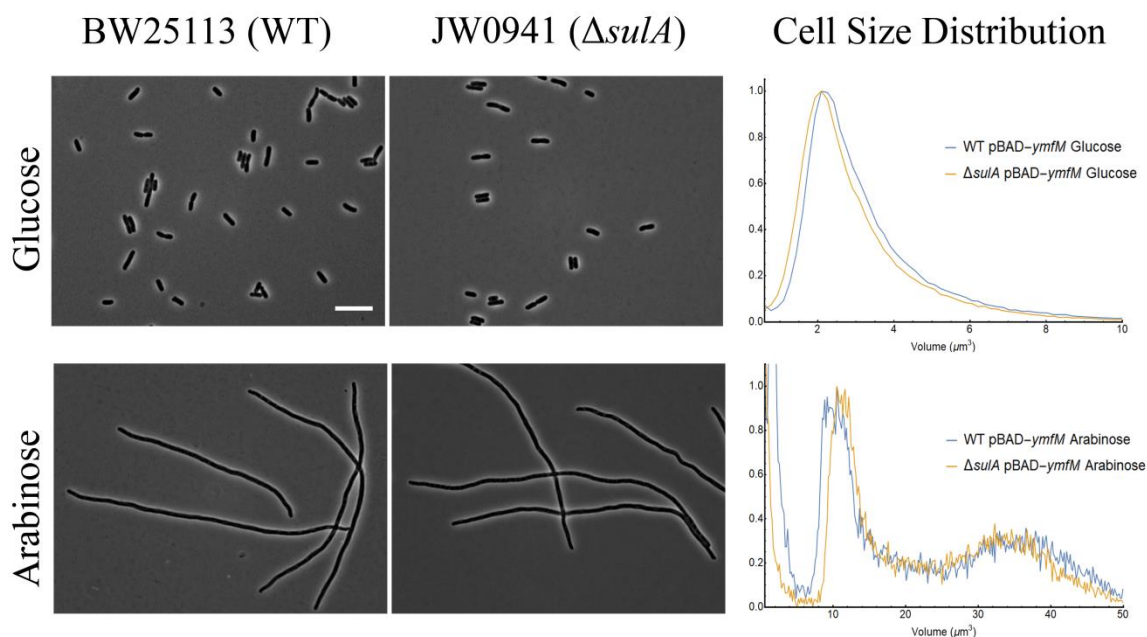 BW25113 (WT)
JW0941 (ΔsulA)
Cell Size Distribution
Glucose
1.0
0.8
0.6
0.4
0.2
0.0
2
4
6
8
10
Volume (μm³)
WT pBAD−ymfM Glucose
ΔsulA pBAD−ymfM Glucose
Arabinose
1.0
0.8
0.6
0.4
0.2
0.0
10
20
30
40
50
Volume (μm³)
WT pBAD−ymfM Arabinose
ΔsulA pBAD−ymfM Arabinose